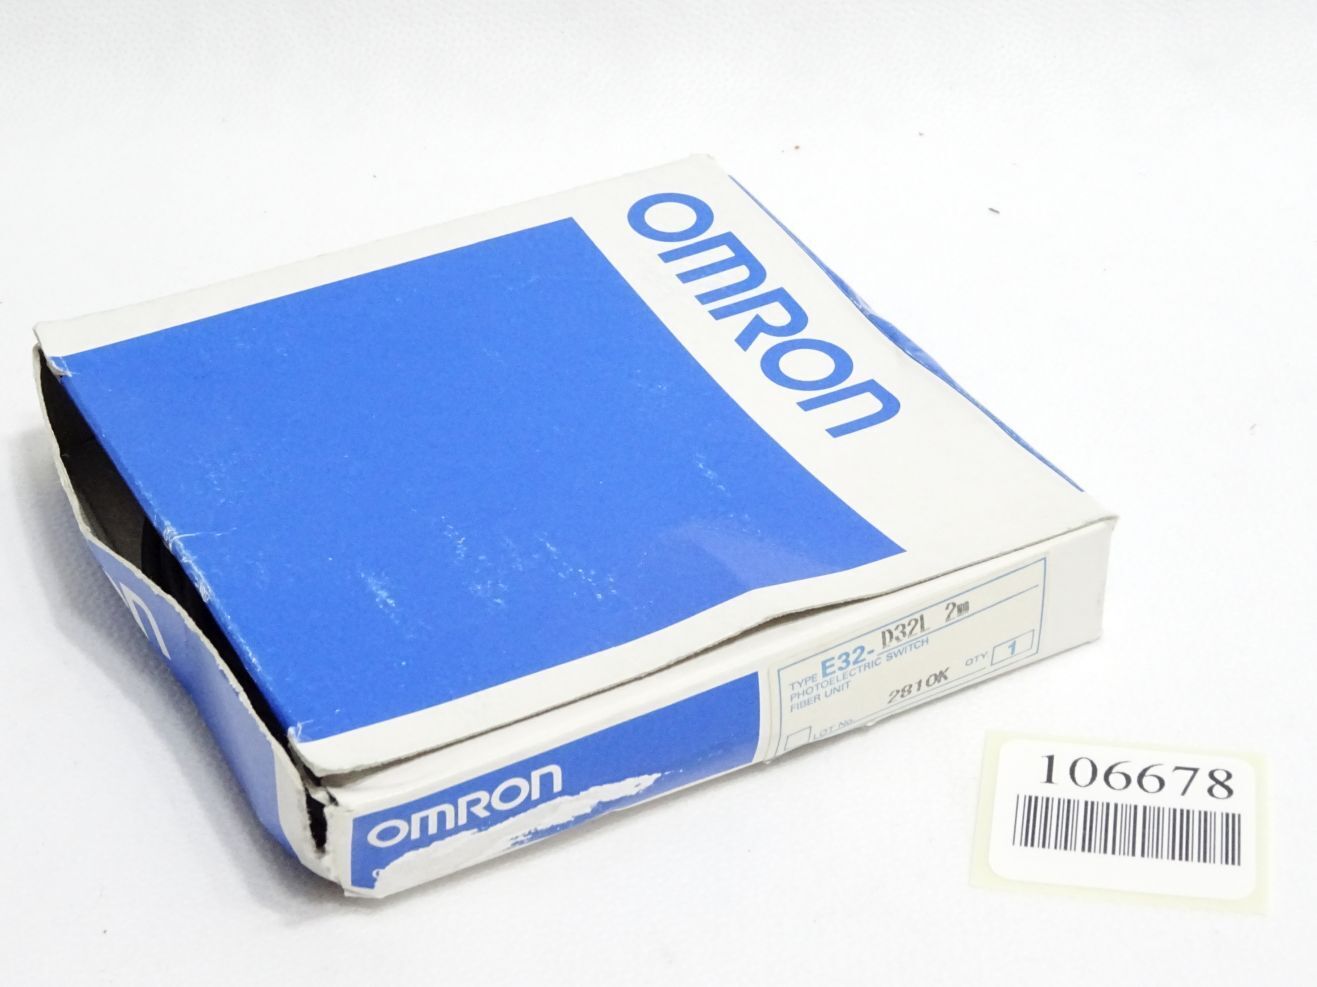 OMRON
TYPE E32-D32L 2m
PHOTOELECTRIC SWITCH
FIBER UNIT
QTY 1
2810K
LOT No.
OMRON
106678